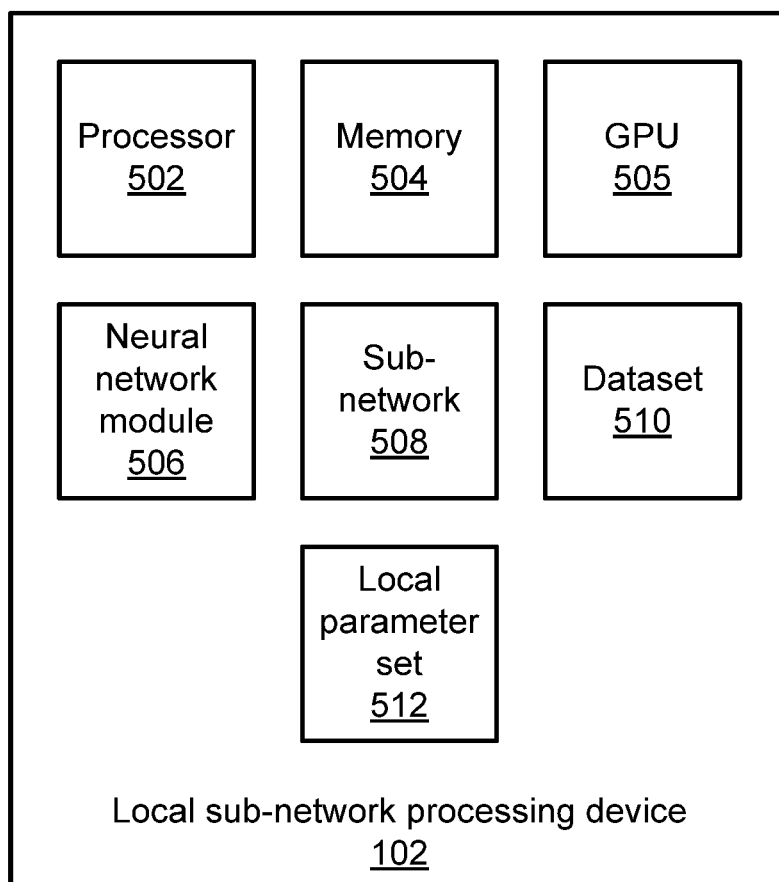 Processor
502
Memory
504
GPU
505
Neural
network
module
506
Sub-
network
508
Dataset
510
Local
parameter
set
512
Local sub-network processing device
102